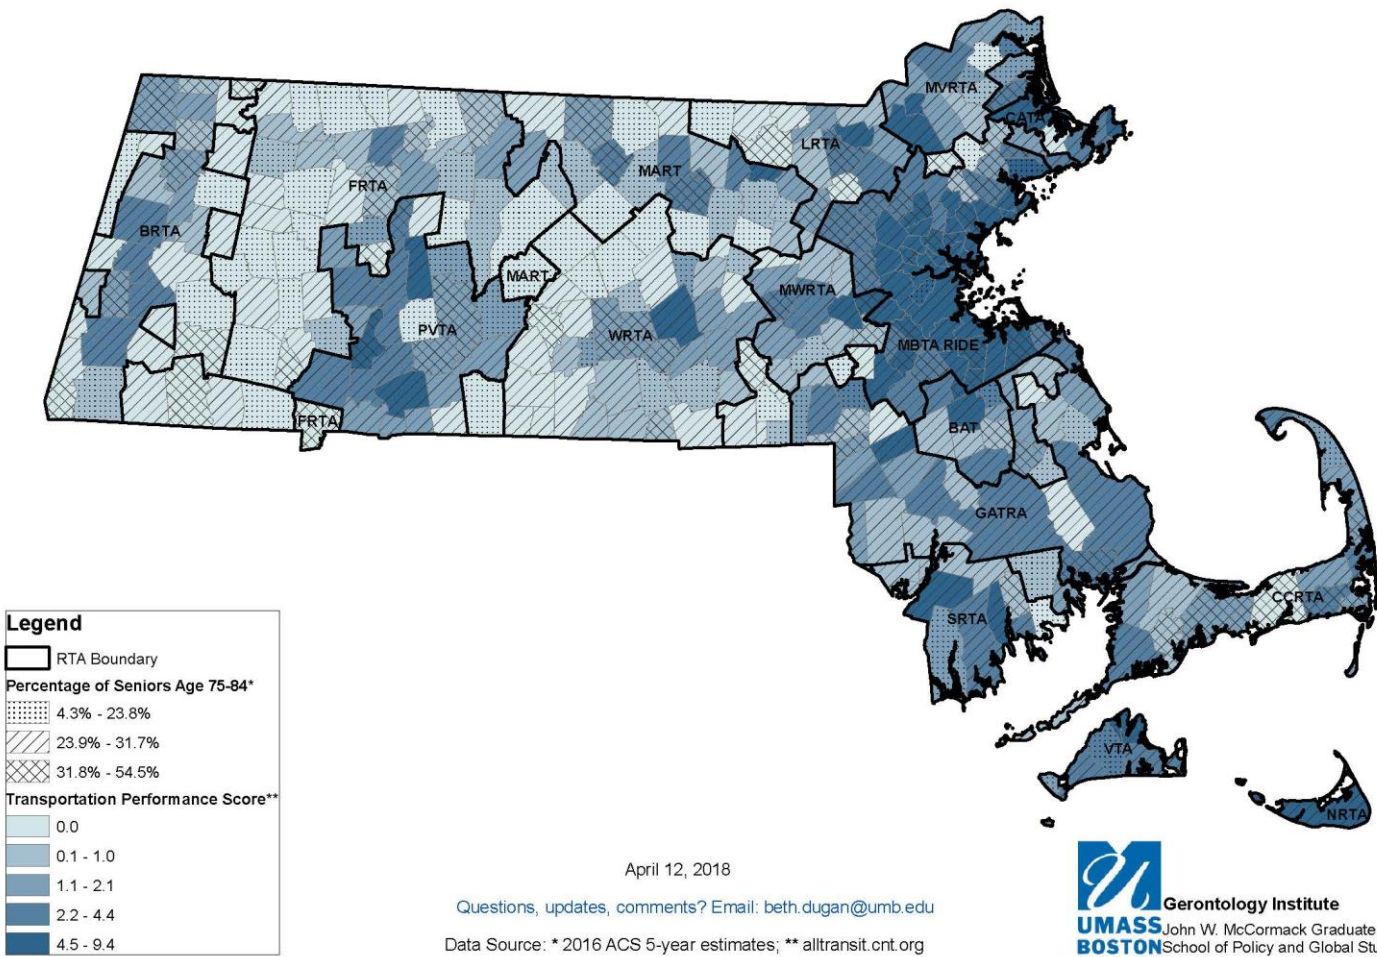 MVRTA
CATA
LRTA
MART
FRTA
BRTA
MART
MWRTA
PVTA
WRTA
MBTA RIDE
FRTA
BAT
GATRA
CCRTA
SRTA
VTA
NRTA
Legend
RTA Boundary
Percentage of Seniors Age 75-84*
4.3% - 23.8%
23.9% - 31.7%
31.8% - 54.5%
Transportation Performance Score**
0.0
0.1 - 1.0
1.1 - 2.1
2.2 - 4.4
4.5 - 9.4
April 12, 2018
Questions, updates, comments? Email: beth.dugan@umb.edu
Data Source: * 2016 ACS 5-year estimates; ** alltransit.cnt.org
UMASS
BOSTON
Gerontology Institute
John W. McCormack Graduate
School of Policy and Global Stu